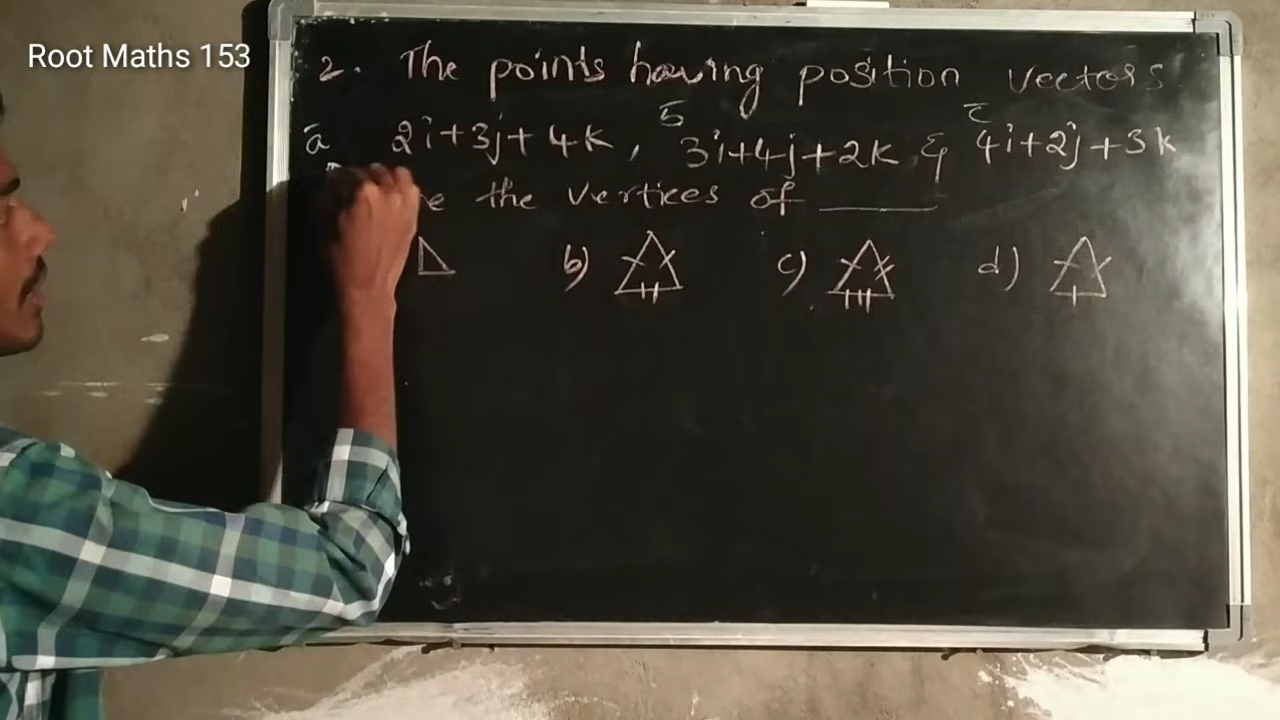 Root Maths 153
2. The points having position vectors
ā 2i+3j+4k, b̄ 3i+4j+2k & c̄ 4i+2j+3k
the vertices of ______
b) c) d)